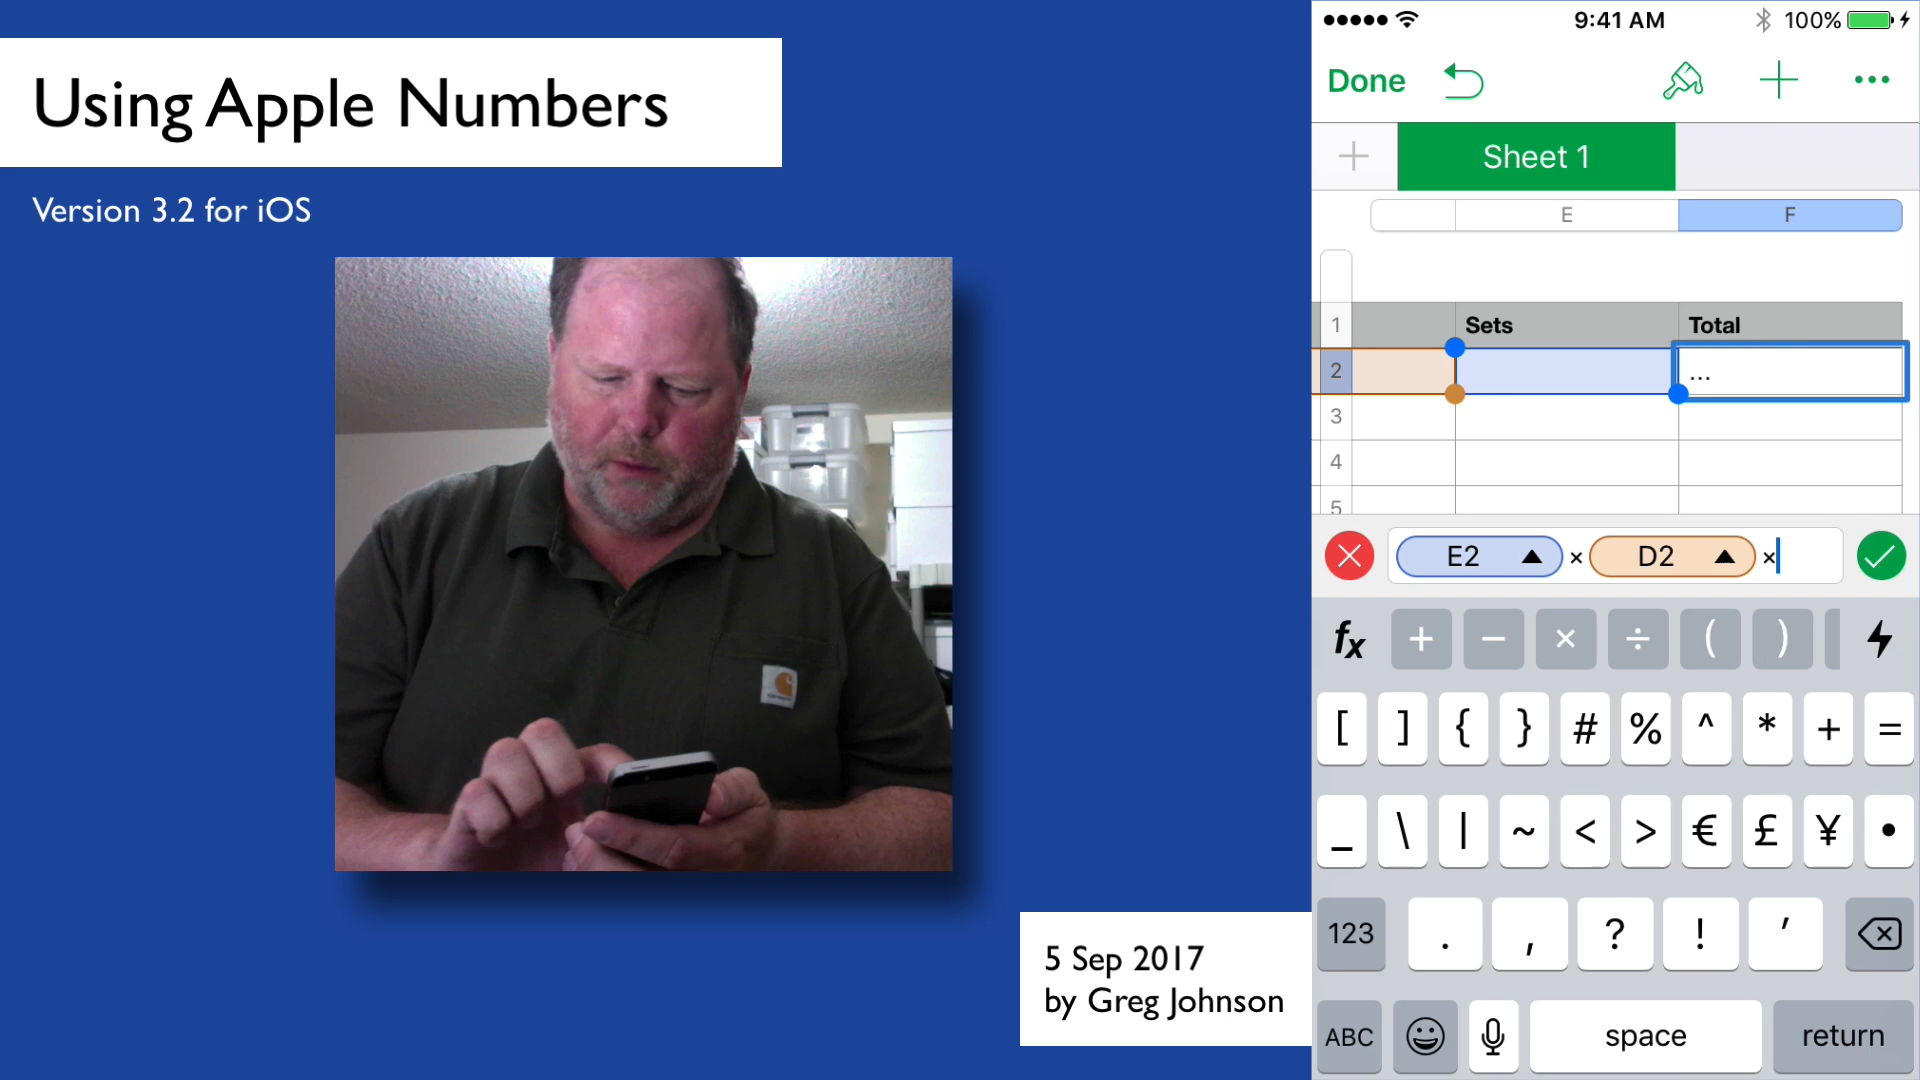 Using Apple Numbers
Version 3.2 for iOS
5 Sep 2017
by Greg Johnson
9:41 AM
100%
Done
Sheet 1
E F
1 Sets Total
2 ...
3
4
5
E2 × D2 ×
fx + − × ÷ ( )
[ ] { } # % ^ * + =
_ \ | ~ < > € £ ¥ •
123 . , ? ! ′
ABC space return